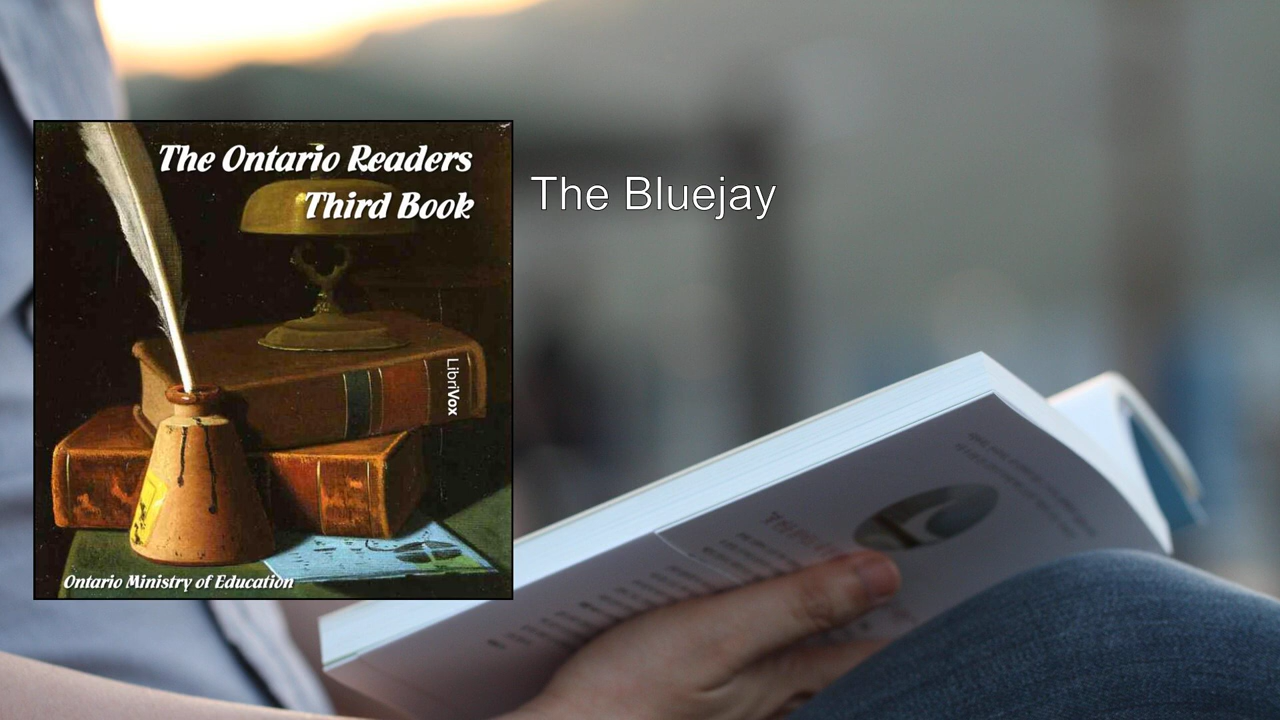 The Ontario Readers
Third Book
LibriVox
Ontario Ministry of Education
The Bluejay